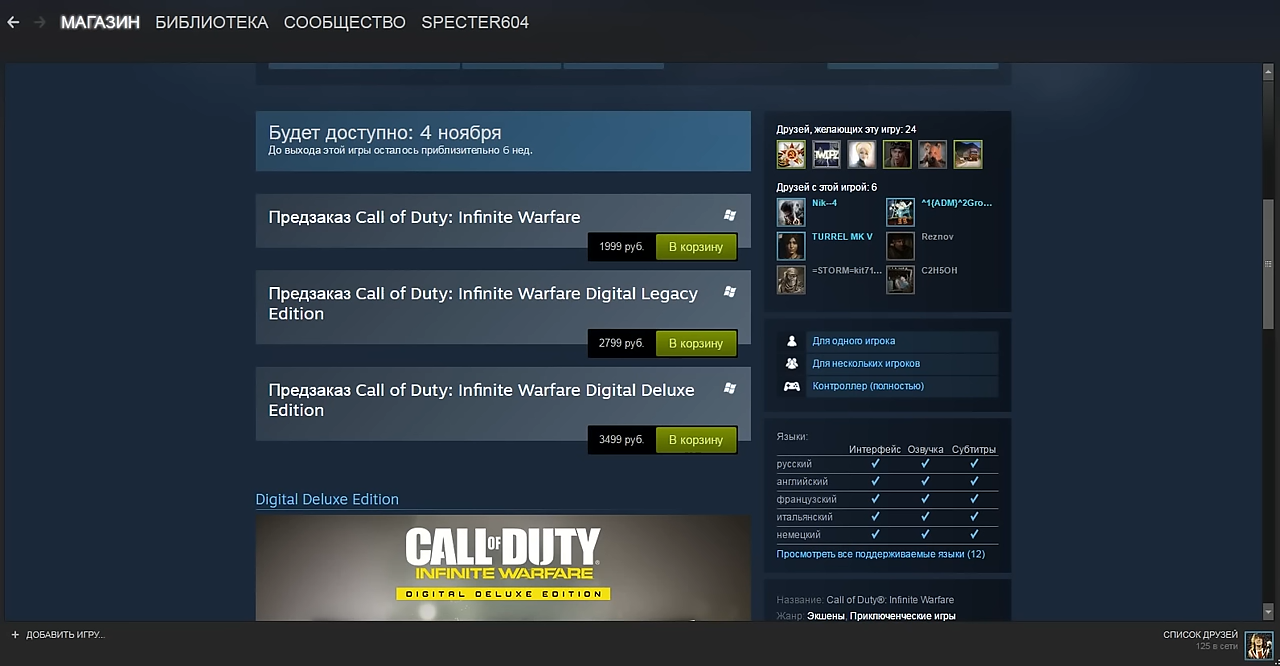 МАГАЗИН БИБЛИОТЕКА СООБЩЕСТВО SPECTER604
Будет доступно: 4 ноября
До выхода этой игры осталось приблизительно 6 нед.
Предзаказ Call of Duty: Infinite Warfare
1999 руб. В корзину
Предзаказ Call of Duty: Infinite Warfare Digital Legacy
Edition
2799 руб. В корзину
Предзаказ Call of Duty: Infinite Warfare Digital Deluxe
Edition
3499 руб. В корзину
Digital Deluxe Edition
CALL OF DUTY
INFINITE WARFARE
DIGITAL DELUXE EDITION
Друзей, желающих эту игру: 24
Друзей с этой игрой: 6
Nik--4 ^1{ADM}^2Gro...
TURREL MK V Reznov
=STORM=kit71... C2H5OH
Для одного игрока
Для нескольких игроков
Контроллер (полностью)
Языки:
Интерфейс Озвучка Субтитры
русский ✓ ✓ ✓
английский ✓ ✓ ✓
французский ✓ ✓ ✓
итальянский ✓ ✓ ✓
немецкий ✓ ✓ ✓
Просмотреть все поддерживаемые языки (12)
Название: Call of Duty®: Infinite Warfare
Жанр: Экшены, Приключенческие игры
+ ДОБАВИТЬ ИГРУ...
СПИСОК ДРУЗЕЙ
125 в сети